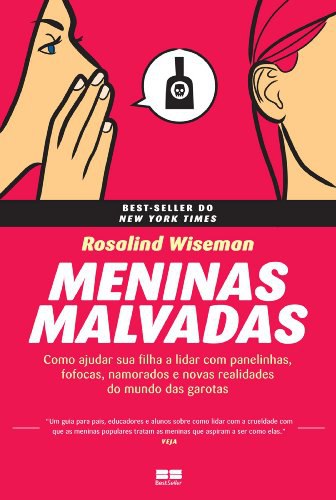 BEST-SELLER DO
NEW YORK TIMES
Rosalind Wiseman
MENINAS
MALVADAS
Como ajudar sua filha a lidar com panelinhas,
fofocas, namorados e novas realidades
do mundo das garotas
"Um guia para pais, educadores e alunos sobre como lidar com a crueldade com
que as meninas populares tratam as meninas que aspiram a ser como elas."
VEJA
BestSeller